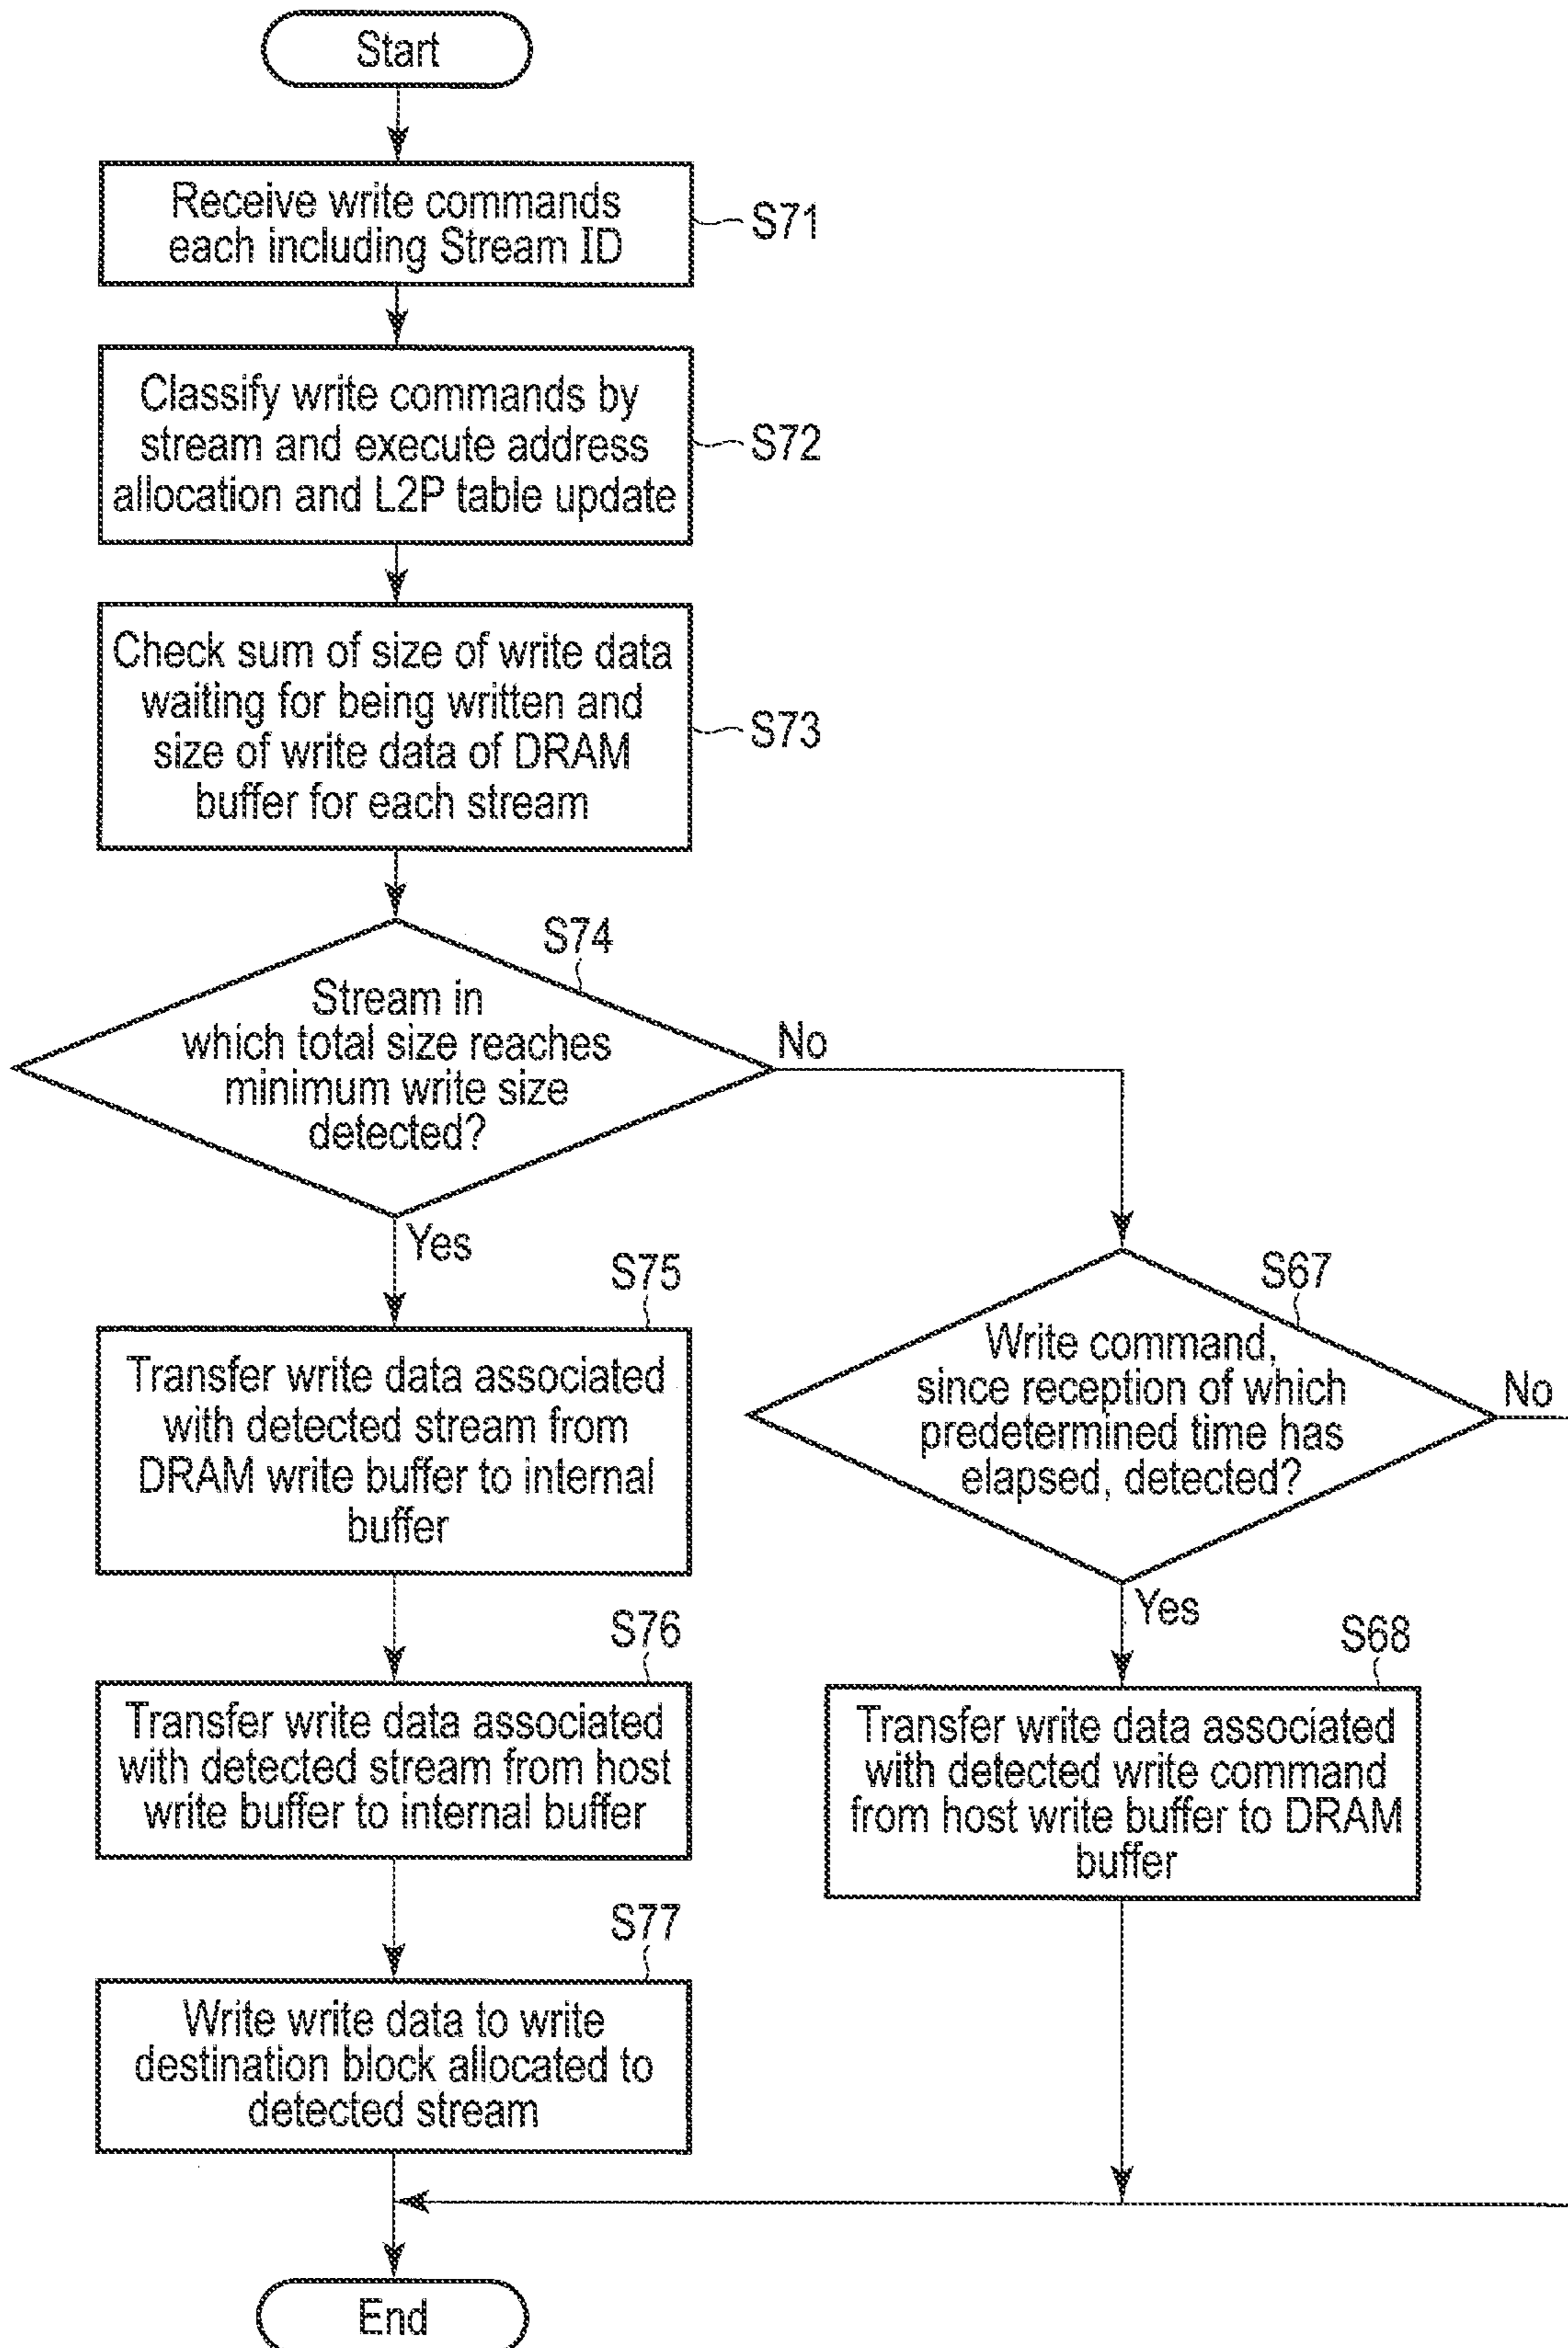 Start
Receive write commands
each including Stream ID
S71
Classify write commands by
stream and execute address
allocation and L2P table update
S72
Check sum of size of write data
waiting for being written and
size of write data of DRAM
buffer for each stream
S73
S74
Stream in
which total size reaches
minimum write size
detected?
No
Yes
S75
Transfer write data associated
with detected stream from
DRAM write buffer to internal
buffer
S67
Write command,
since reception of which
predetermined time has
elapsed, detected?
No
Yes
S76
Transfer write data associated
with detected stream from host
write buffer to internal buffer
S68
Transfer write data associated
with detected write command
from host write buffer to DRAM
buffer
S77
Write write data to write
destination block allocated to
detected stream
End